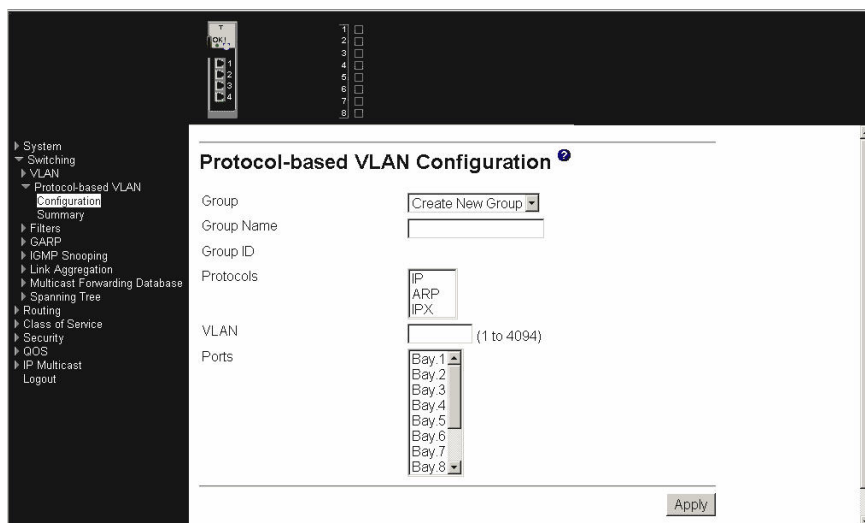 OK!
1
2
3
4
1
2
3
4
5
6
7
8
System
Switching
VLAN
Protocol-based VLAN
Configuration
Summary
Filters
GARP
IGMP Snooping
Link Aggregation
Multicast Forwarding Database
Spanning Tree
Routing
Class of Service
Security
QOS
IP Multicast
Logout
Protocol-based VLAN Configuration ?
Group
Create New Group
Group Name
Group ID
Protocols
IP
ARP
IPX
VLAN
(1 to 4094)
Ports
Bay.1
Bay.2
Bay.3
Bay.4
Bay.5
Bay.6
Bay.7
Bay.8
Apply